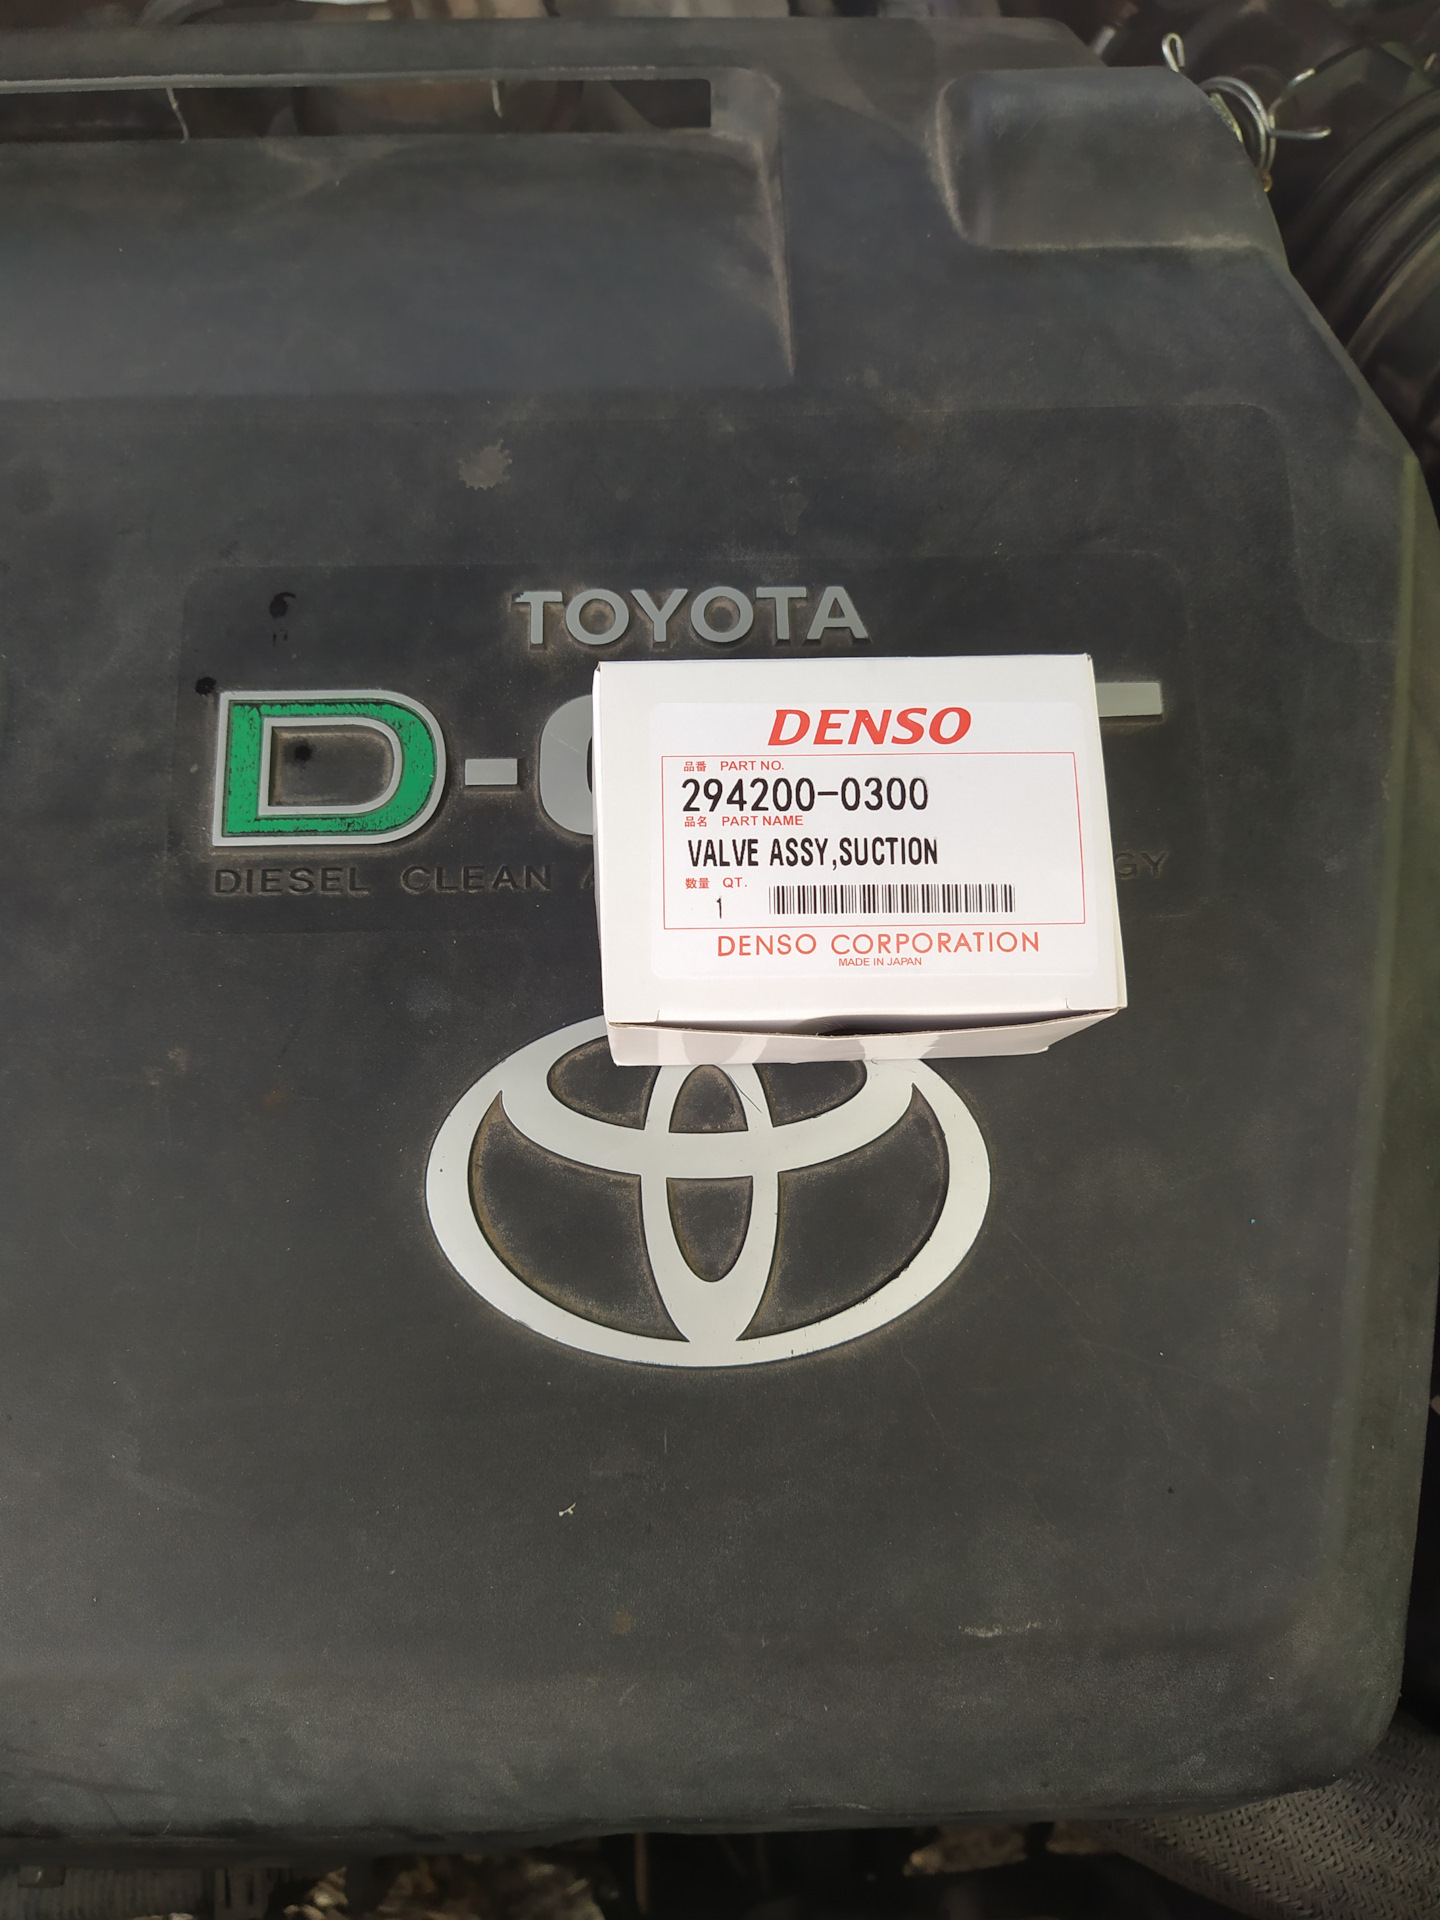 TOYOTA
D-
DIESEL CLEAN
DENSO
品番 PART NO.
294200-0300
品名 PART NAME
VALVE ASSY,SUCTION
数量 QT.
1
DENSO CORPORATION
MADE IN JAPAN